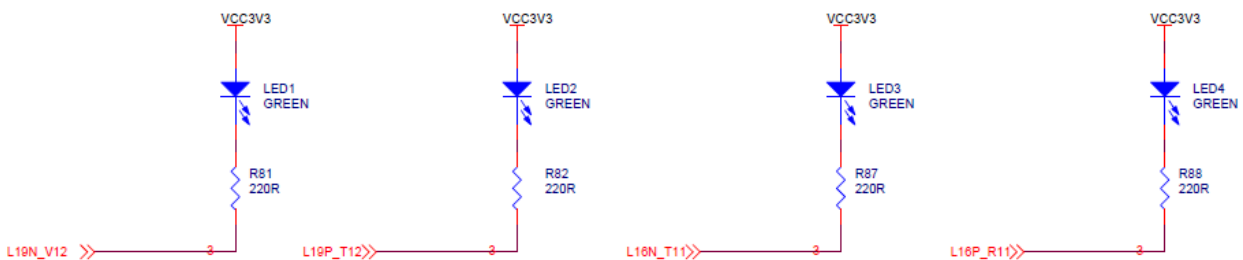 VCC3V3
VCC3V3
VCC3V3
VCC3V3
LED1
GREEN
LED2
GREEN
LED3
GREEN
LED4
GREEN
R81
220R
R82
220R
R87
220R
R88
220R
L19N_V12
3
L19P_T12
3
L16N_T11
3
L16P_R11
3